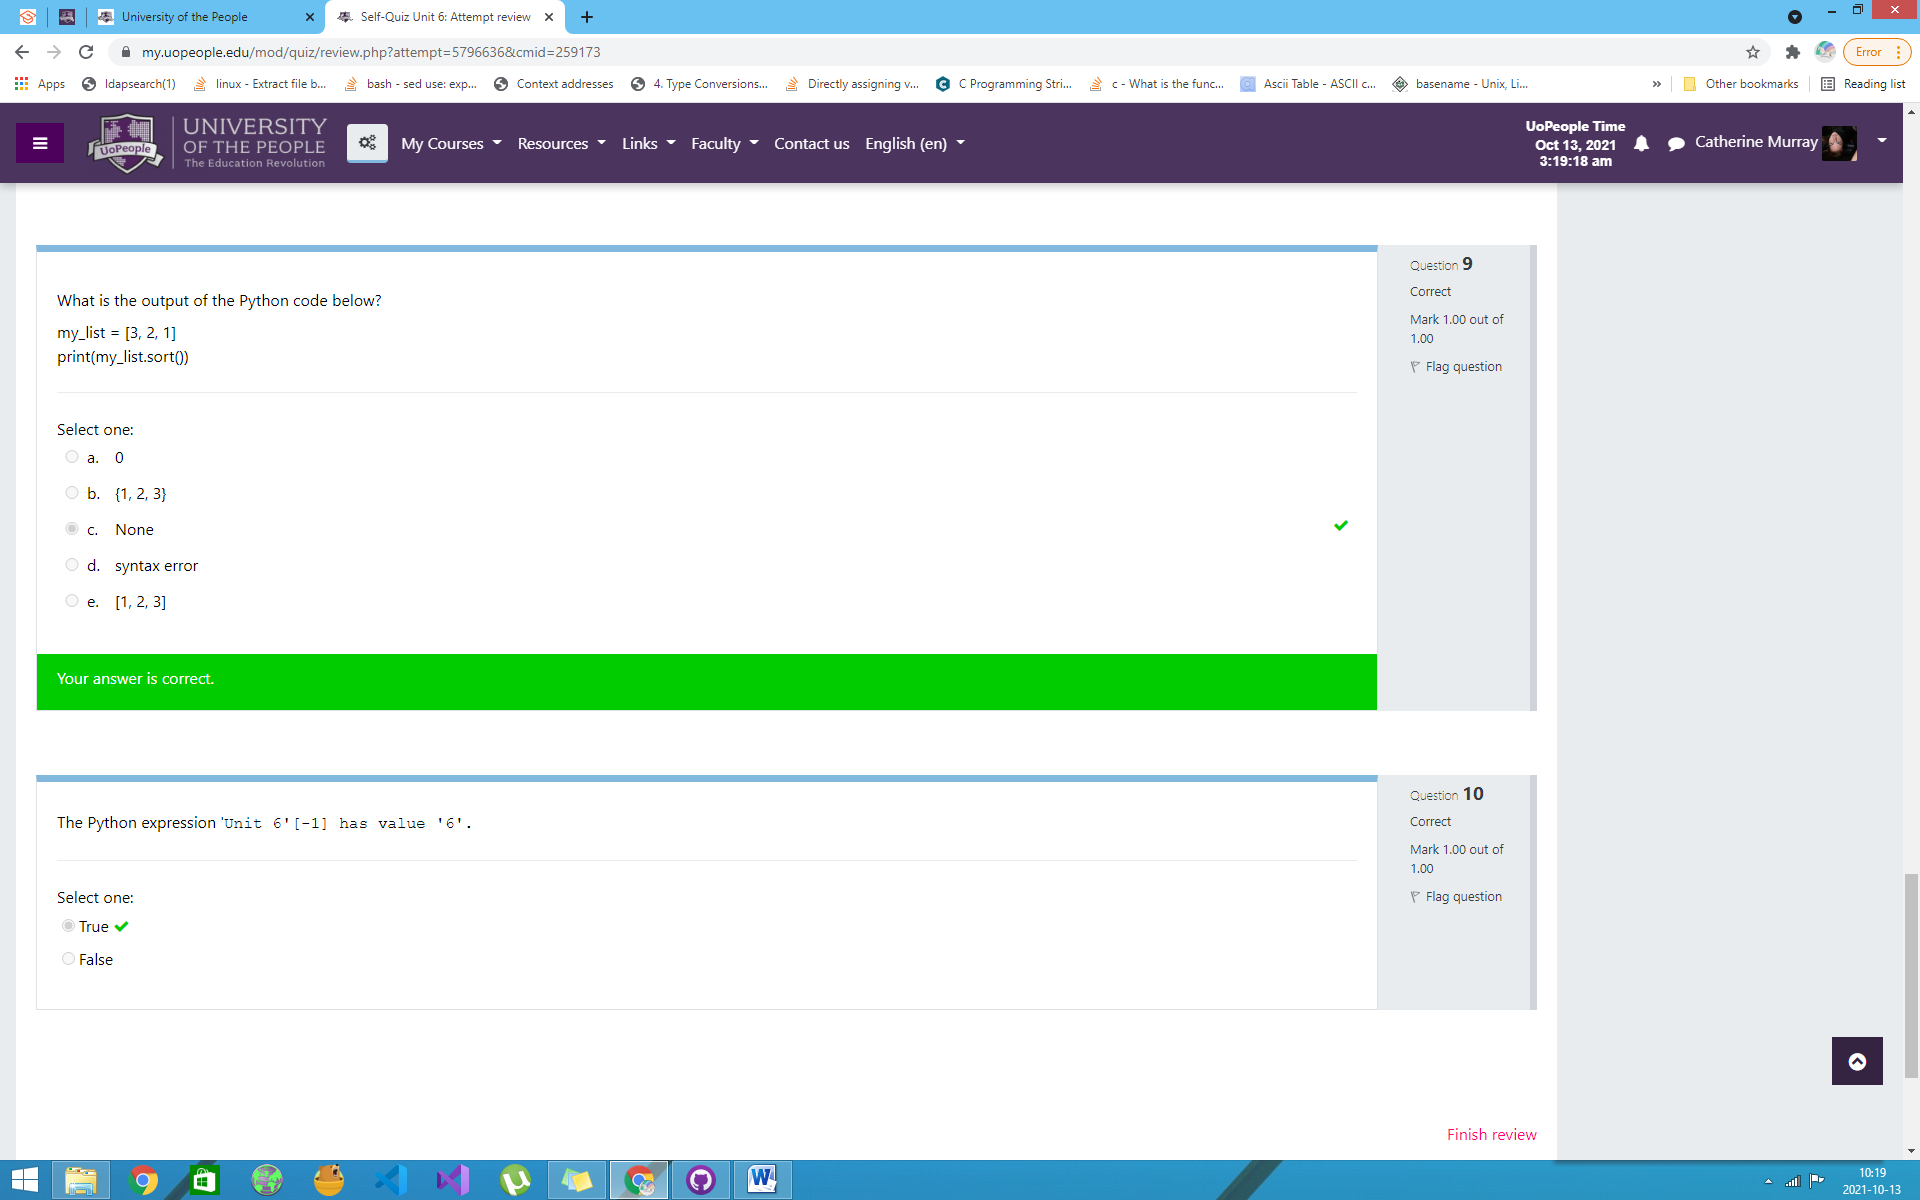 University of the People
Self-Quiz Unit 6: Attempt review
my.uopeople.edu/mod/quiz/review.php?attempt=5796636&cmid=259173
Error
Apps
ldapsearch(1)
linux - Extract file b...
bash - sed use: exp...
Context addresses
4. Type Conversions...
Directly assigning v...
C Programming Stri...
c - What is the func...
Ascii Table - ASCII c...
basename - Unix, Li...
»
Other bookmarks
Reading list
UoPeople
UNIVERSITY
OF THE PEOPLE
The Education Revolution
My Courses
Resources
Links
Faculty
Contact us
English (en)
UoPeople Time
Oct 13, 2021
3:19:18 am
Catherine Murray
What is the output of the Python code below?
my_list = [3, 2, 1]
print(my_list.sort())
Select one:
a. 0
b. {1, 2, 3}
c. None
d. syntax error
e. [1, 2, 3]
Your answer is correct.
Question 9
Correct
Mark 1.00 out of
1.00
Flag question
The Python expression 'Unit 6'[-1] has value '6'.
Select one:
True
False
Question 10
Correct
Mark 1.00 out of
1.00
Flag question
Finish review
10:19
2021-10-13